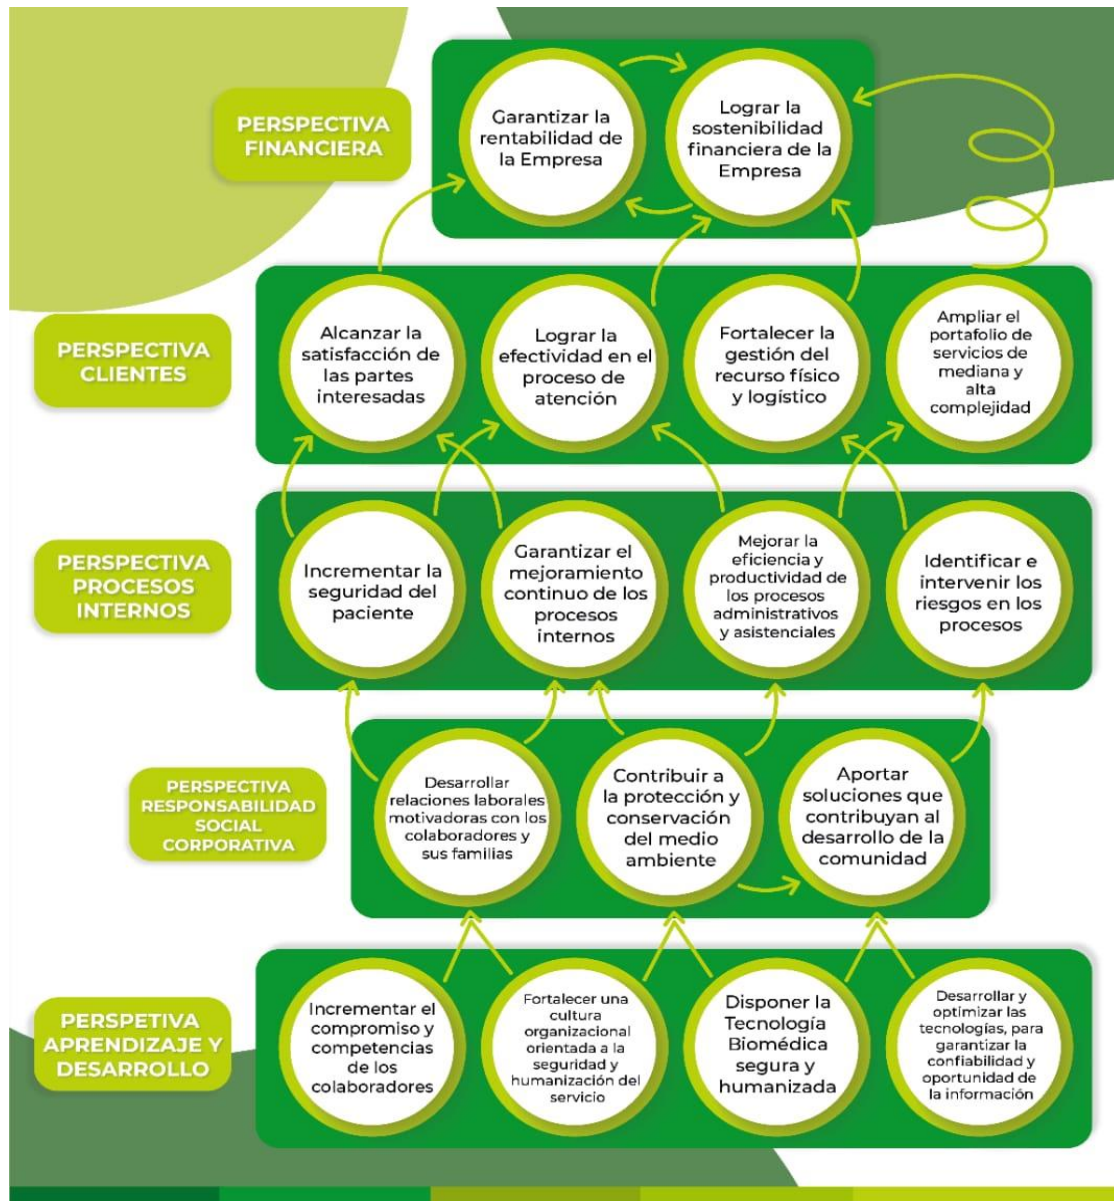 PERSPECTIVA
FINANCIERA
Garantizar la
rentabilidad de
la Empresa
Lograr la
sostenibilidad
financiera de la
Empresa
PERSPECTIVA
CLIENTES
Alcanzar la
satisfacción de
las partes
interesadas
Lograr la
efectividad en el
proceso de
atención
Fortalecer la
gestión del
recurso físico
y logístico
Ampliar el
portafolio de
servicios de
mediana y
alta
complejidad
PERSPECTIVA
PROCESOS
INTERNOS
Incrementar la
seguridad del
paciente
Garantizar el
mejoramiento
continuo de los
procesos
internos
Mejorar la
eficiencia y
productividad de
los procesos
administrativos
y asistenciales
Identificar e
intervenir los
riesgos en los
procesos
PERSPECTIVA
RESPONSABILIDAD
SOCIAL
CORPORATIVA
Desarrollar
relaciones laborales
motivadoras con los
colaboradores y
sus familias
Contribuir a
la protección y
conservación
del medio
ambiente
Aportar
soluciones que
contribuyan al
desarrollo de la
comunidad
PERSPETIVA
APRENDIZAJE Y
DESARROLLO
Incrementar el
compromiso y
competencias
de los
colaboradores
Fortalecer una
cultura
organizacional
orientada a la
seguridad y
humanización del
servicio
Disponer la
Tecnología
Biomédica
segura y
humanizada
Desarrollar y
optimizar las
tecnologías, para
garantizar la
confiabilidad y
oportunidad de
la información